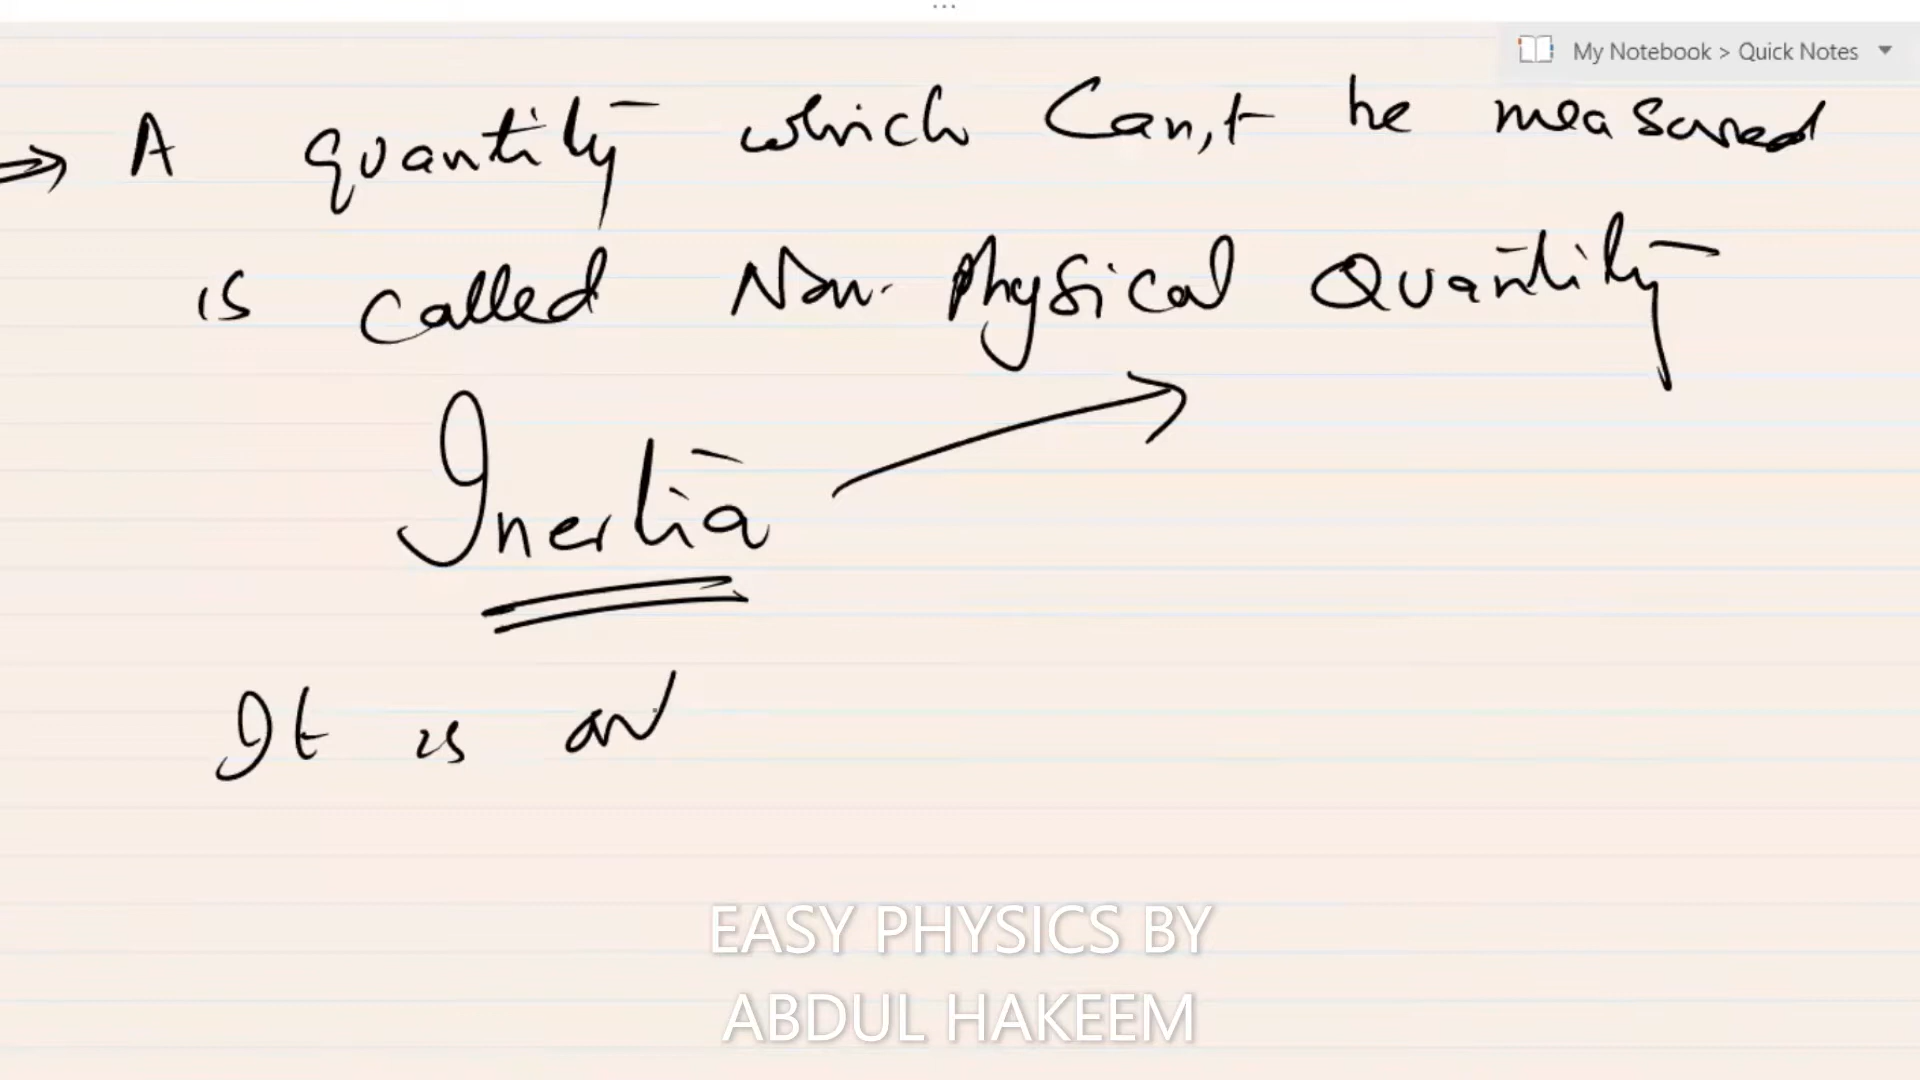 ...
My Notebook > Quick Notes
⇒ A quantity which Can,t be measured
is called Non-Physical Quantity
Inertia
It is an
EASY PHYSICS BY
ABDUL HAKEEM